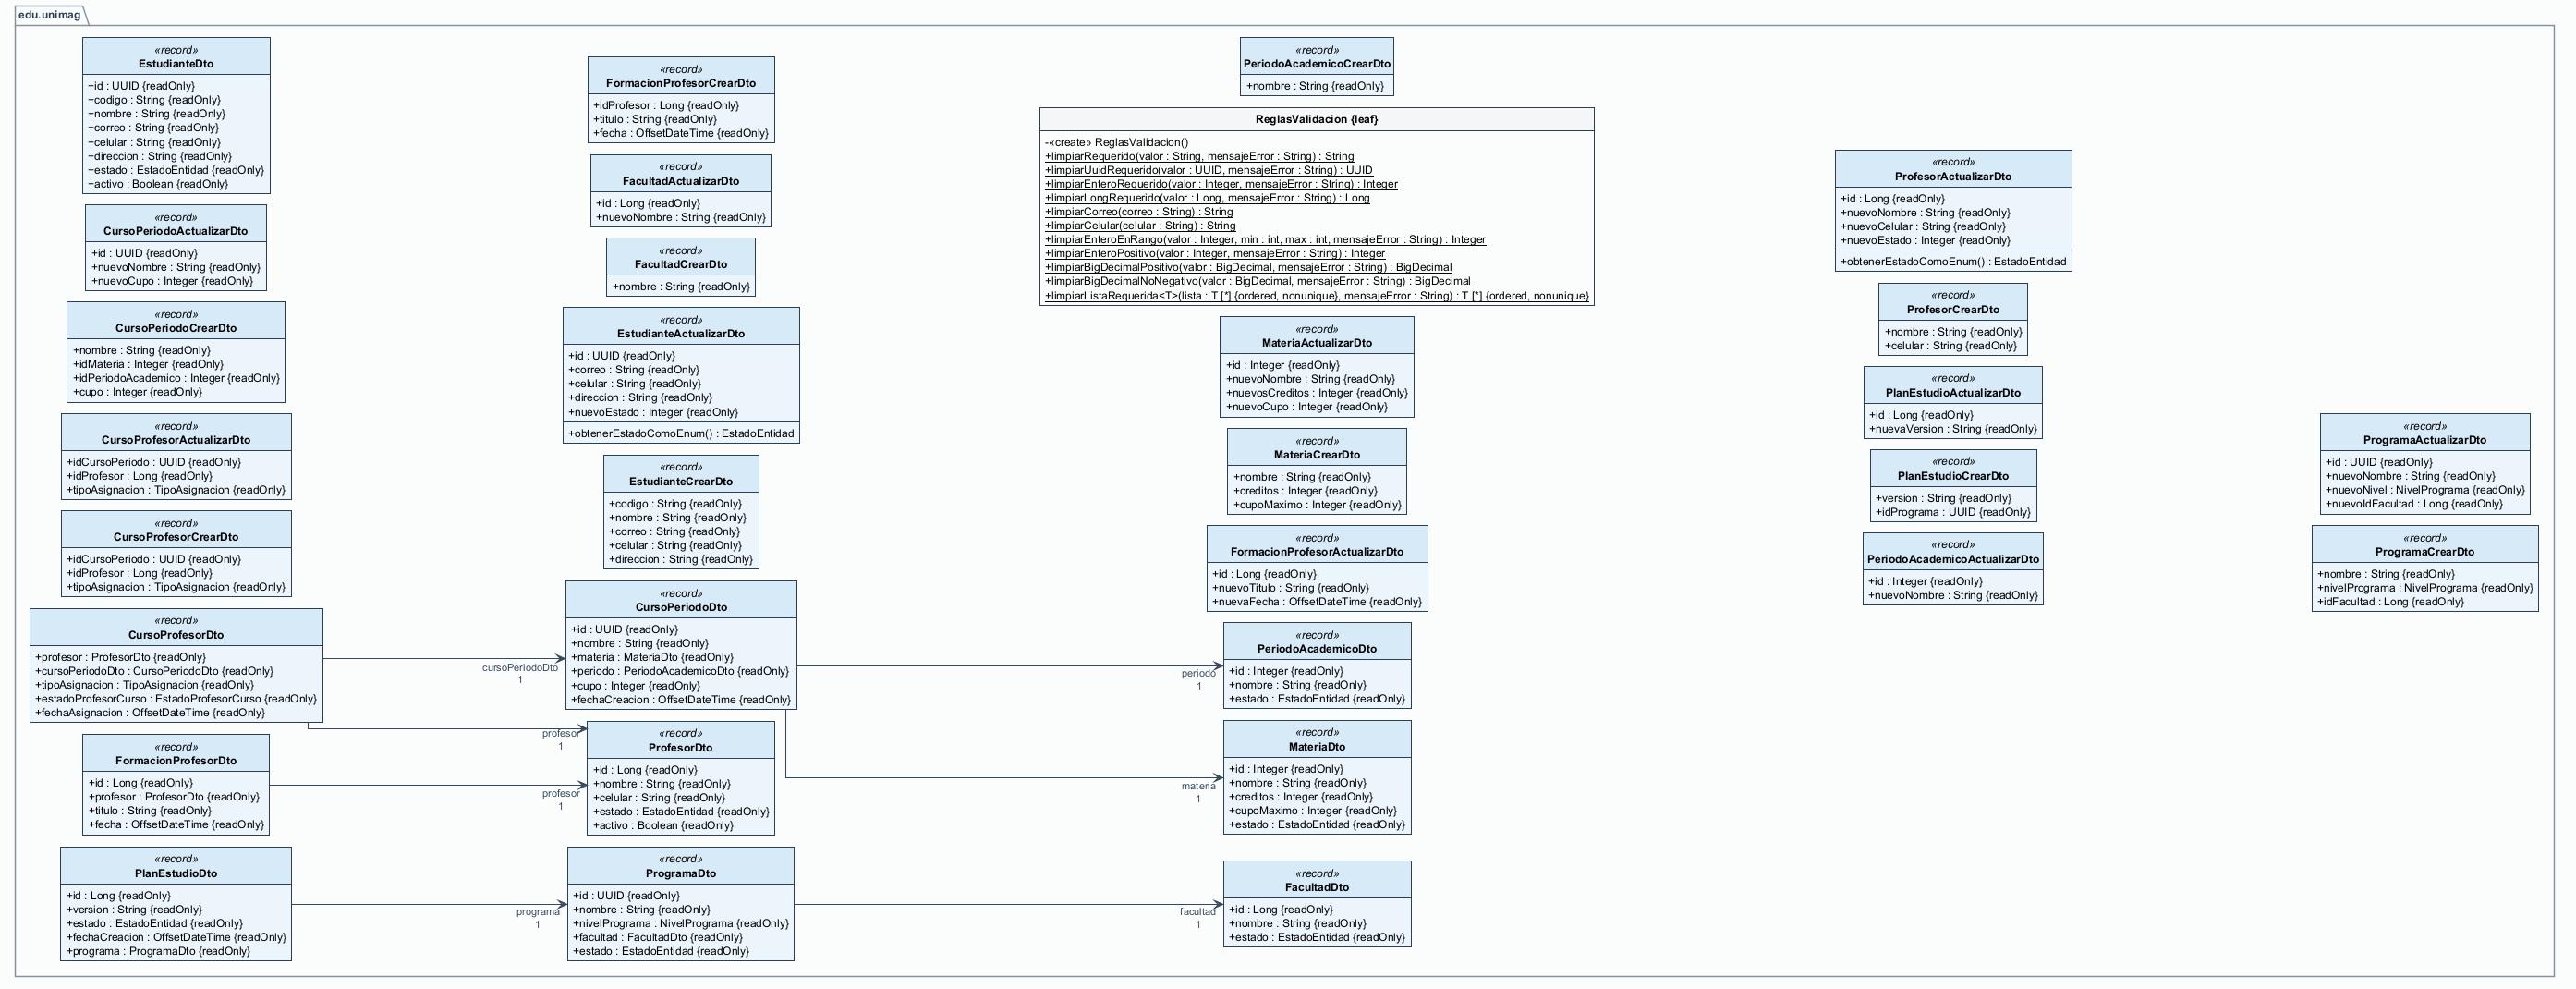 edu.unimag
«record»
EstudianteDto
+id : UUID {readOnly}
+codigo : String {readOnly}
+nombre : String {readOnly}
+correo : String {readOnly}
+celular : String {readOnly}
+direccion : String {readOnly}
+estado : EstadoEntidad {readOnly}
+activo : Boolean {readOnly}
«record»
CursoPeriodoActualizarDto
+id : UUID {readOnly}
+nuevoNombre : String {readOnly}
+nuevoCupo : Integer {readOnly}
«record»
CursoPeriodoCrearDto
+nombre : String {readOnly}
+idMateria : Integer {readOnly}
+idPeriodoAcademico : Integer {readOnly}
+cupo : Integer {readOnly}
«record»
CursoProfesorActualizarDto
+idCursoPeriodo : UUID {readOnly}
+idProfesor : Long {readOnly}
+tipoAsignacion : TipoAsignacion {readOnly}
«record»
CursoProfesorCrearDto
+idCursoPeriodo : UUID {readOnly}
+idProfesor : Long {readOnly}
+tipoAsignacion : TipoAsignacion {readOnly}
«record»
CursoProfesorDto
+profesor : ProfesorDto {readOnly}
+cursoPeriodoDto : CursoPeriodoDto {readOnly}
+tipoAsignacion : TipoAsignacion {readOnly}
+estadoProfesorCurso : EstadoProfesorCurso {readOnly}
+fechaAsignacion : OffsetDateTime {readOnly}
«record»
FormacionProfesorDto
+id : Long {readOnly}
+profesor : ProfesorDto {readOnly}
+titulo : String {readOnly}
+fecha : OffsetDateTime {readOnly}
«record»
PlanEstudioDto
+id : Long {readOnly}
+version : String {readOnly}
+estado : EstadoEntidad {readOnly}
+fechaCreacion : OffsetDateTime {readOnly}
+programa : ProgramaDto {readOnly}
cursoPeriodoDto
1
profesor
1
profesor
1
programa
1
«record»
FormacionProfesorCrearDto
+idProfesor : Long {readOnly}
+titulo : String {readOnly}
+fecha : OffsetDateTime {readOnly}
«record»
FacultadActualizarDto
+id : Long {readOnly}
+nuevoNombre : String {readOnly}
«record»
FacultadCrearDto
+nombre : String {readOnly}
«record»
EstudianteActualizarDto
+id : UUID {readOnly}
+correo : String {readOnly}
+celular : String {readOnly}
+direccion : String {readOnly}
+nuevoEstado : Integer {readOnly}
+obtenerEstadoComoEnum() : EstadoEntidad
«record»
EstudianteCrearDto
+codigo : String {readOnly}
+nombre : String {readOnly}
+correo : String {readOnly}
+celular : String {readOnly}
+direccion : String {readOnly}
«record»
CursoPeriodoDto
+id : UUID {readOnly}
+nombre : String {readOnly}
+materia : MateriaDto {readOnly}
+periodo : PeriodoAcademicoDto {readOnly}
+cupo : Integer {readOnly}
+fechaCreacion : OffsetDateTime {readOnly}
«record»
ProfesorDto
+id : Long {readOnly}
+nombre : String {readOnly}
+celular : String {readOnly}
+estado : EstadoEntidad {readOnly}
+activo : Boolean {readOnly}
«record»
ProgramaDto
+id : UUID {readOnly}
+nombre : String {readOnly}
+nivelPrograma : NivelPrograma {readOnly}
+facultad : FacultadDto {readOnly}
+estado : EstadoEntidad {readOnly}
periodo
1
materia
1
facultad
1
«record»
PeriodoAcademicoCrearDto
+nombre : String {readOnly}
ReglasValidacion {leaf}
-«create» ReglasValidacion()
+limpiarRequerido(valor : String, mensajeError : String) : String
+limpiarUuidRequerido(valor : UUID, mensajeError : String) : UUID
+limpiarEnteroRequerido(valor : Integer, mensajeError : String) : Integer
+limpiarLongRequerido(valor : Long, mensajeError : String) : Long
+limpiarCorreo(correo : String) : String
+limpiarCelular(celular : String) : String
+limpiarEnteroEnRango(valor : Integer, min : int, max : int, mensajeError : String) : Integer
+limpiarEnteroPositivo(valor : Integer, mensajeError : String) : Integer
+limpiarBigDecimalPositivo(valor : BigDecimal, mensajeError : String) : BigDecimal
+limpiarBigDecimalNoNegativo(valor : BigDecimal, mensajeError : String) : BigDecimal
+limpiarListaRequerida<T>(lista : T [*] {ordered, nonunique}, mensajeError : String) : T [*] {ordered, nonunique}
«record»
MateriaActualizarDto
+id : Integer {readOnly}
+nuevoNombre : String {readOnly}
+nuevosCreditos : Integer {readOnly}
+nuevoCupo : Integer {readOnly}
«record»
MateriaCrearDto
+nombre : String {readOnly}
+creditos : Integer {readOnly}
+cupoMaximo : Integer {readOnly}
«record»
FormacionProfesorActualizarDto
+id : Long {readOnly}
+nuevoTitulo : String {readOnly}
+nuevaFecha : OffsetDateTime {readOnly}
«record»
PeriodoAcademicoDto
+id : Integer {readOnly}
+nombre : String {readOnly}
+estado : EstadoEntidad {readOnly}
«record»
MateriaDto
+id : Integer {readOnly}
+nombre : String {readOnly}
+creditos : Integer {readOnly}
+cupoMaximo : Integer {readOnly}
+estado : EstadoEntidad {readOnly}
«record»
FacultadDto
+id : Long {readOnly}
+nombre : String {readOnly}
+estado : EstadoEntidad {readOnly}
«record»
ProfesorActualizarDto
+id : Long {readOnly}
+nuevoNombre : String {readOnly}
+nuevoCelular : String {readOnly}
+nuevoEstado : Integer {readOnly}
+obtenerEstadoComoEnum() : EstadoEntidad
«record»
ProfesorCrearDto
+nombre : String {readOnly}
+celular : String {readOnly}
«record»
PlanEstudioActualizarDto
+id : Long {readOnly}
+nuevaVersion : String {readOnly}
«record»
PlanEstudioCrearDto
+version : String {readOnly}
+idPrograma : UUID {readOnly}
«record»
PeriodoAcademicoActualizarDto
+id : Integer {readOnly}
+nuevoNombre : String {readOnly}
«record»
ProgramaActualizarDto
+id : UUID {readOnly}
+nuevoNombre : String {readOnly}
+nuevoNivel : NivelPrograma {readOnly}
+nuevoIdFacultad : Long {readOnly}
«record»
ProgramaCrearDto
+nombre : String {readOnly}
+nivelPrograma : NivelPrograma {readOnly}
+idFacultad : Long {readOnly}